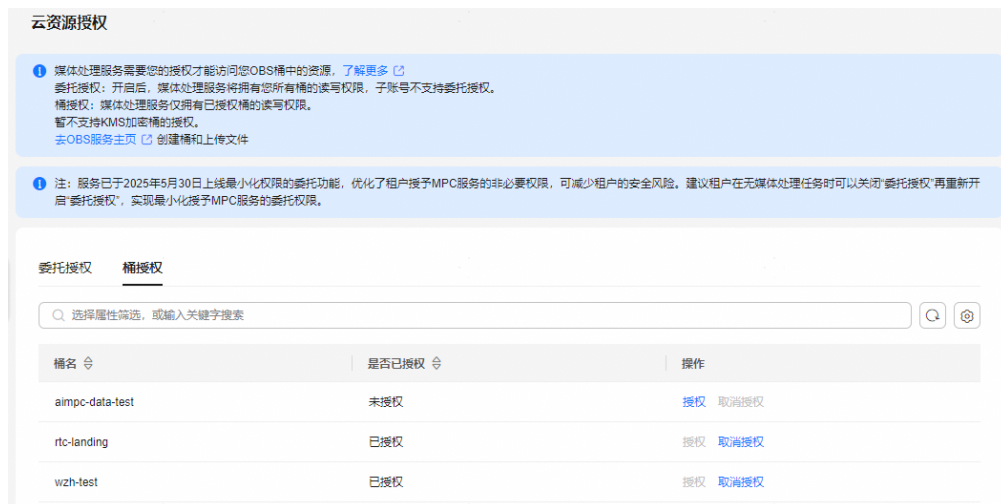 云资源授权
媒体处理服务需要您的授权才能访问您OBS桶中的资源，了解更多
委托授权：开启后，媒体处理服务将拥有您所有桶的读写权限，子账号不支持委托授权。
桶授权：媒体处理服务仅拥有已授权桶的读写权限。
暂不支持KMS加密桶的授权。
去OBS服务主页 创建桶和上传文件
注：服务已于2025年5月30日上线最小化权限的委托功能，优化了租户授予MPC服务的非必要权限，可减少租户的安全风险。建议租户在无媒体处理任务时可以关闭“委托授权”再重新开
启“委托授权”，实现最小化授予MPC服务的委托权限。
委托授权 桶授权
选择属性筛选，或输入关键字搜索
桶名 是否已授权 操作
aimpc-data-test 未授权 授权 取消授权
rtc-landing 已授权 授权 取消授权
wzh-test 已授权 授权 取消授权